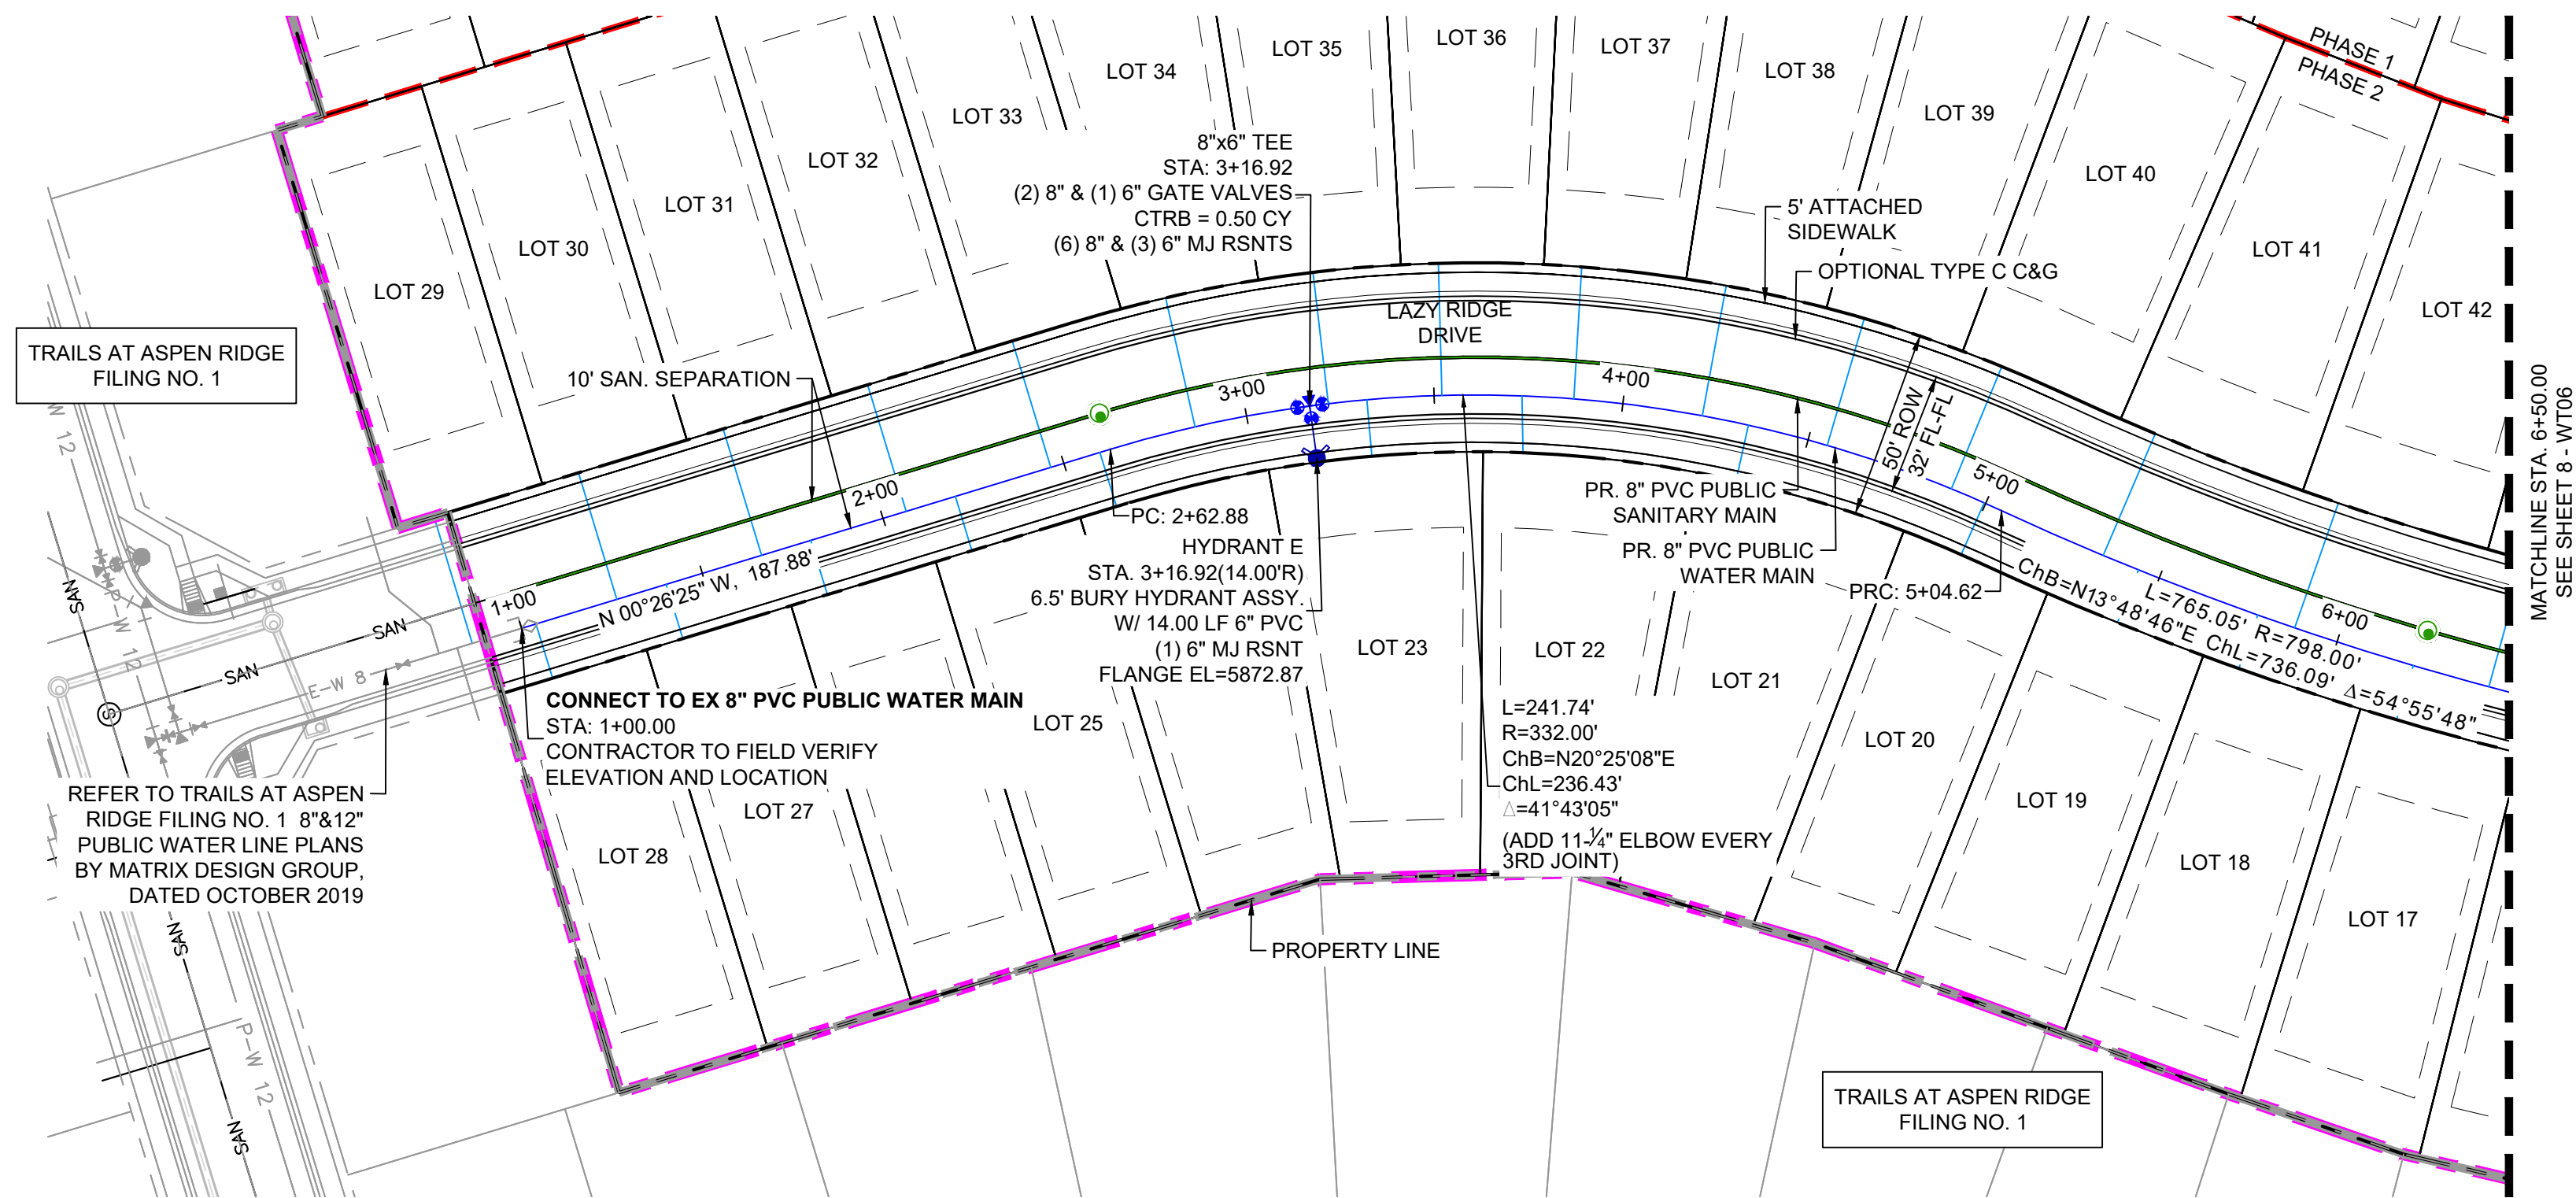 PHASE 1
PHASE 2
LOT 35
LOT 36
LOT 37
LOT 34
LOT 38
LOT 33
LOT 39
LOT 32
LOT 40
LOT 31
LOT 41
LOT 30
LOT 42
LOT 29
8"x6" TEE
STA: 3+16.92
(2) 8" & (1) 6" GATE VALVES
CTRB = 0.50 CY
(6) 8" & (3) 6" MJ RSNTS
5' ATTACHED
SIDEWALK
OPTIONAL TYPE C C&G
LAZY RIDGE
DRIVE
TRAILS AT ASPEN RIDGE
FILING NO. 1
10' SAN. SEPARATION
1+00
2+00
3+00
4+00
5+00
6+00
50' ROW
32' FL-FL
MATCHLINE STA. 6+50.00
SEE SHEET 8 - WT06
W 12
W 12
P-W
SAN
SAN
SAN
E-W 8
S
N 00°26'25" W, 187.88'
PC: 2+62.88
HYDRANT E
STA. 3+16.92(14.00'R)
6.5' BURY HYDRANT ASSY.
W/ 14.00 LF 6" PVC
(1) 6" MJ RSNT
FLANGE EL=5872.87
PR. 8" PVC PUBLIC
SANITARY MAIN
PR. 8" PVC PUBLIC
WATER MAIN
PRC: 5+04.62
L=765.05' R=798.00'
ChB=N13°48'46"E ChL=736.09' Δ=54°55'48"
CONNECT TO EX 8" PVC PUBLIC WATER MAIN
STA: 1+00.00
CONTRACTOR TO FIELD VERIFY
ELEVATION AND LOCATION
LOT 23
LOT 22
LOT 21
LOT 25
LOT 20
LOT 27
LOT 19
LOT 28
LOT 18
LOT 17
L=241.74'
R=332.00'
ChB=N20°25'08"E
ChL=236.43'
△=41°43'05"
(ADD 11-¼" ELBOW EVERY
3RD JOINT)
REFER TO TRAILS AT ASPEN
RIDGE FILING NO. 1 8"&12"
PUBLIC WATER LINE PLANS
BY MATRIX DESIGN GROUP,
DATED OCTOBER 2019
SAN
SAN
P-W 12
PROPERTY LINE
TRAILS AT ASPEN RIDGE
FILING NO. 1